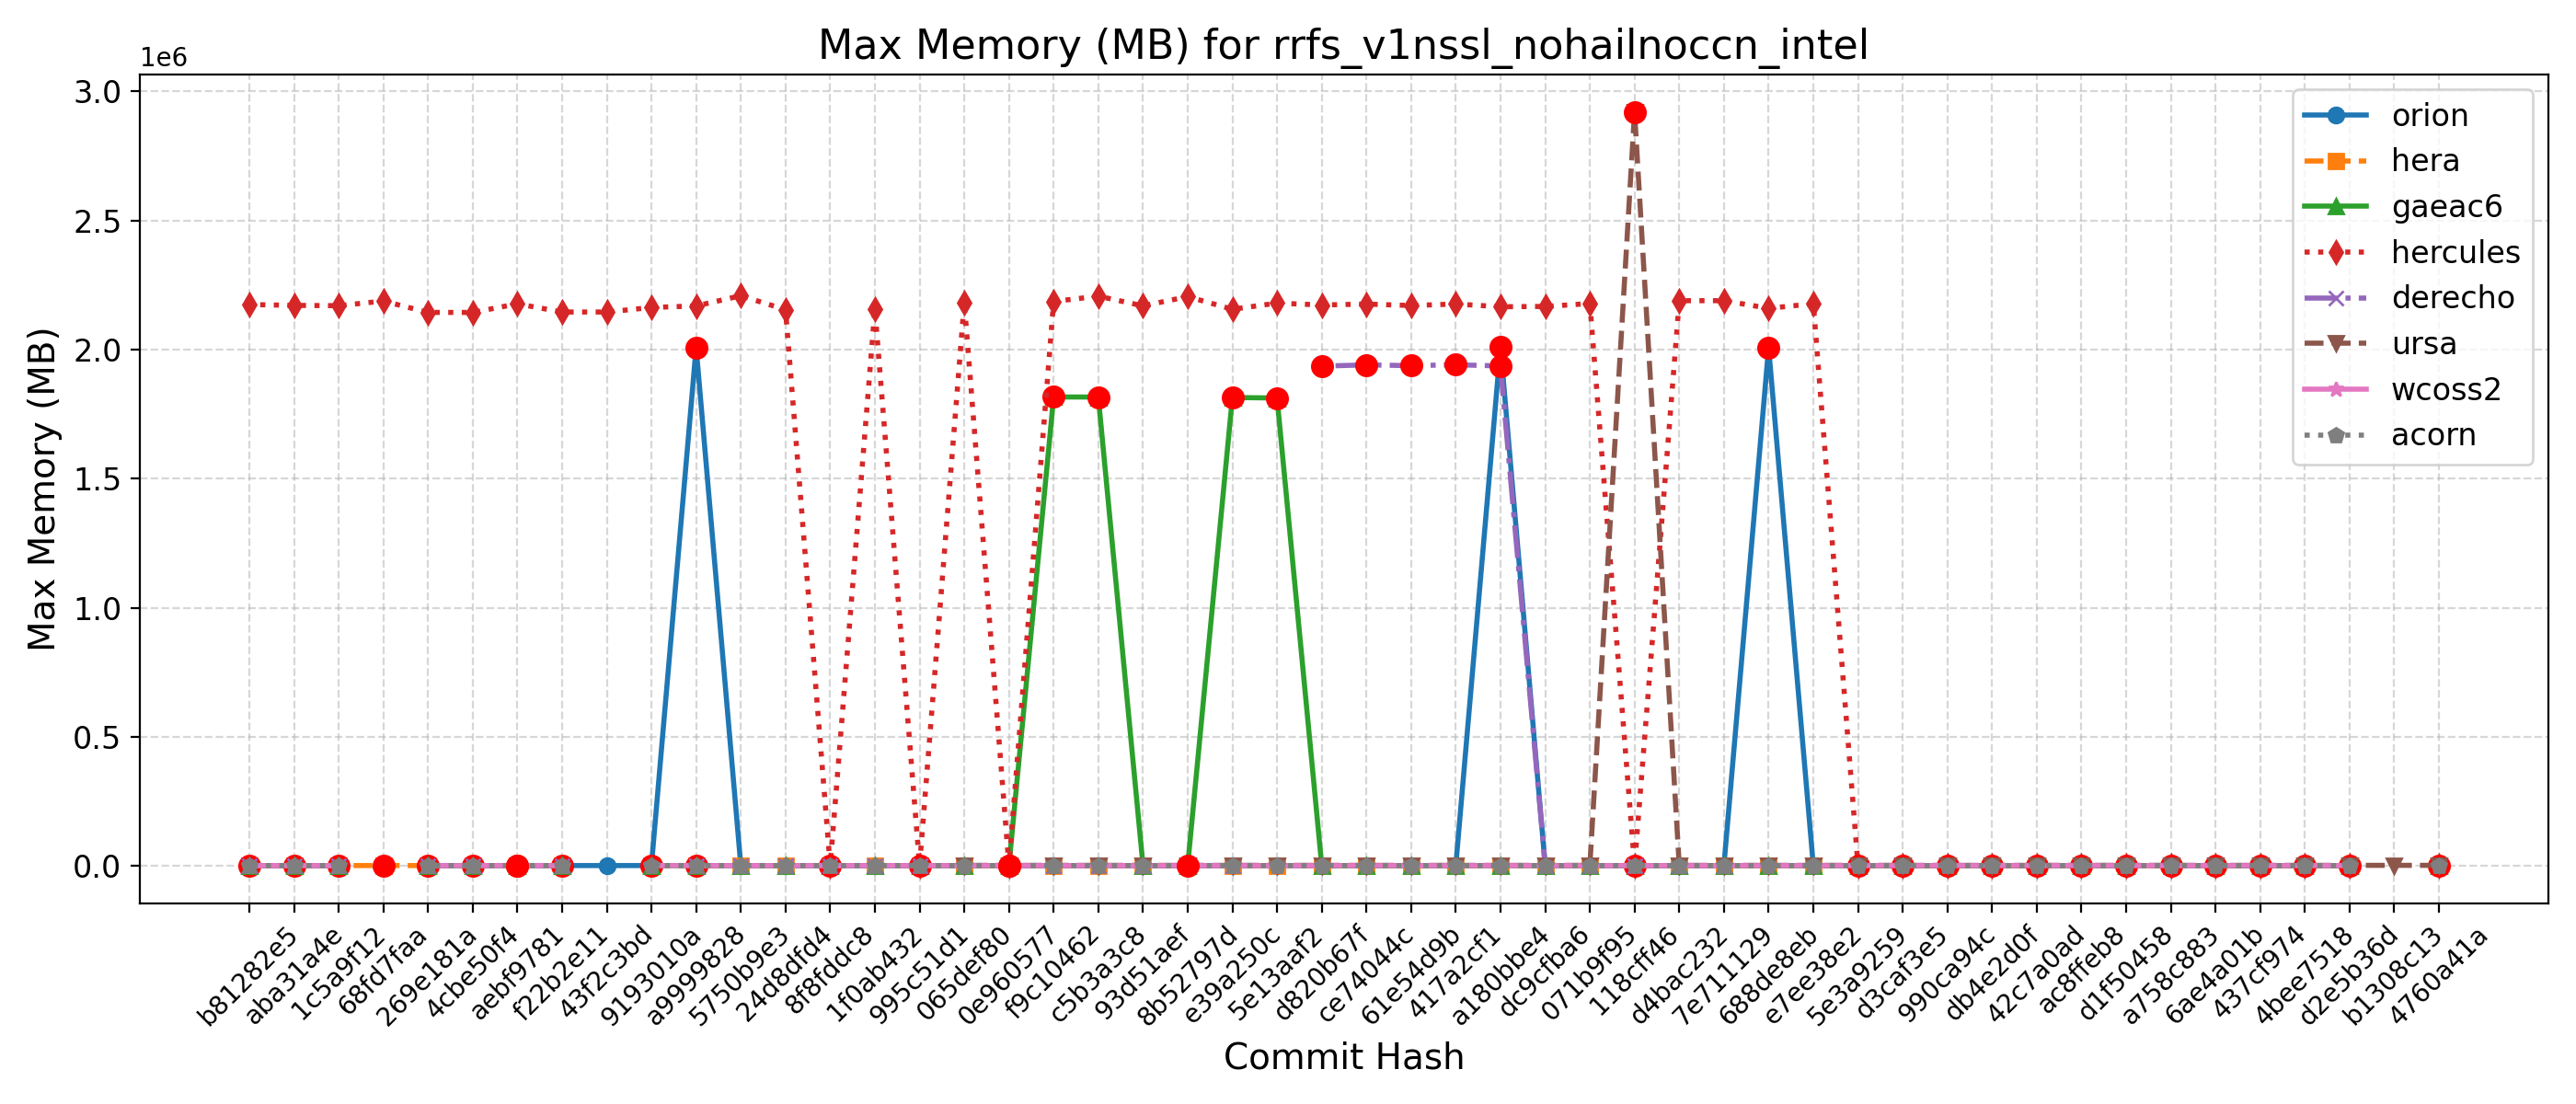 Max Memory (MB) for rrfs_v1nssl_nohailnoccn_intel
1e6
3.0
2.5
2.0
1.5
1.0
0.5
0.0
Max Memory (MB)
orion
hera
gaeac6
hercules
derecho
ursa
wcoss2
acorn
b81282e5
aba31a4e
1c5a9f12
68fd7faa
269e181a
4cbe50f4
aebf9781
f22b2e11
43f2c3bd
9193010a
a9999828
5750b9e3
24d8dfd4
8f8fddc8
1f0ab432
995c51d1
065def80
0e960577
f9c10462
c5b3a3c8
93d51aef
8b52797d
e39a250c
5e13aaf2
d820b67f
ce74044c
61e54d9b
417a2cf1
a180bbe4
dc9cfba6
071b9f95
118cff46
d4bac232
7e711129
688de8eb
e7ee38e2
5e3a9259
d3caf3e5
990ca94c
db4e2d0f
42c7a0ad
ac8ffeb8
d1f50458
a758c883
6ae4a01b
437cf974
4bee7518
d2e5b36d
b1308c13
4760a41a
Commit Hash